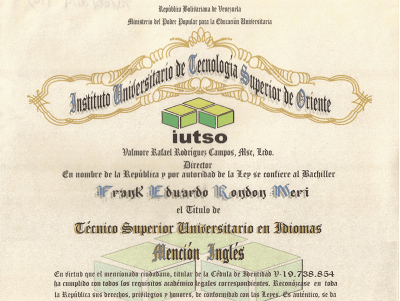 República Bolivariana de Venezuela
Ministerio del Poder Popular para la Educación Universitaria
Instituto Universitario de Tecnología Superior de Oriente
iutso
Valmore Rafael Rodríguez Campos, Msc, Lcdo.
Director
En nombre de la República y por autoridad de la Ley se confiere al Bachiller
Frank Eduardo Rondon Neri
el Título de
Técnico Superior Universitario en Idiomas
Mención Inglés
En virtud que el mencionado ciudadano, titular de la Cédula de Identidad V-19.738.854
ha cumplido con todos los requisitos académico legales correspondientes. Reconózcase en toda
la República sus derechos, privilegios y honores, de conformidad con las Leyes. Es auténtico, se da